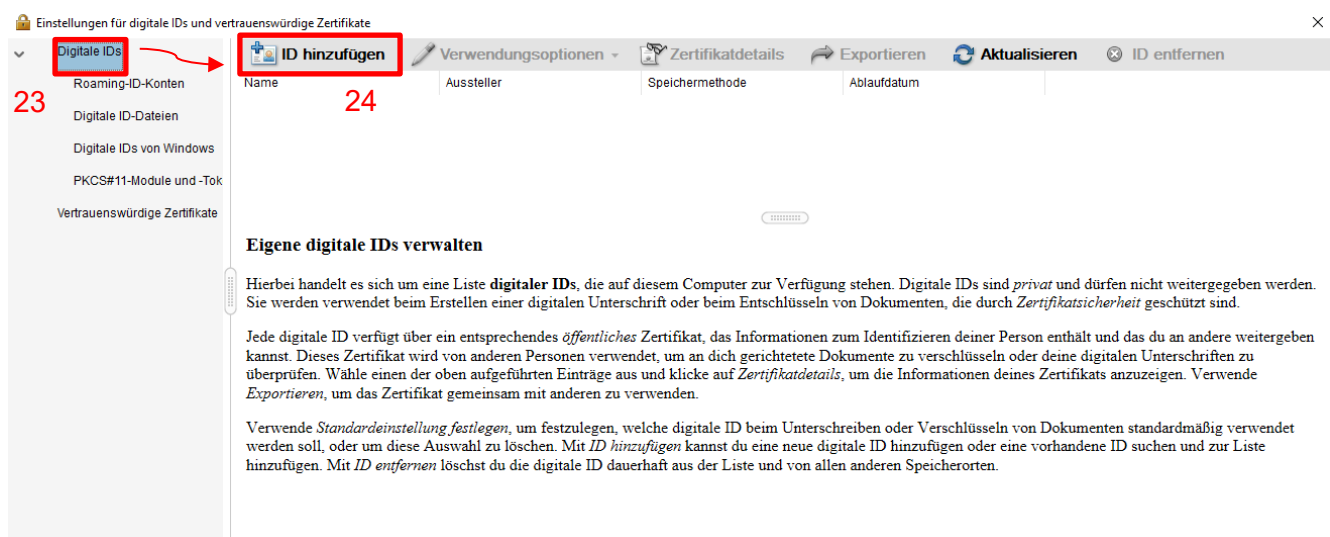 Einstellungen für digitale IDs und vertrauenswürdige Zertifikate
Digitale IDs
ID hinzufügen Verwendungsoptionen Zertifikatdetails Exportieren Aktualisieren ID entfernen
23
Roaming-ID-Konten
Digitale ID-Dateien
Digitale IDs von Windows
PKCS#11-Module und -Tok
Vertrauenswürdige Zertifikate
Name Aussteller Speichermethode Ablaufdatum
24
Eigene digitale IDs verwalten
Hierbei handelt es sich um eine Liste digitaler IDs, die auf diesem Computer zur Verfügung stehen. Digitale IDs sind privat und dürfen nicht weitergegeben werden.
Sie werden verwendet beim Erstellen einer digitalen Unterschrift oder beim Entschlüsseln von Dokumenten, die durch Zertifikatsicherheit geschützt sind.
Jede digitale ID verfügt über ein entsprechendes öffentliches Zertifikat, das Informationen zum Identifizieren deiner Person enthält und das du an andere weitergeben
kannst. Dieses Zertifikat wird von anderen Personen verwendet, um an dich gerichtetete Dokumente zu verschlüsseln oder deine digitalen Unterschriften zu
überprüfen. Wähle einen der oben aufgeführten Einträge aus und klicke auf Zertifikatdetails, um die Informationen deines Zertifikats anzuzeigen. Verwende
Exportieren, um das Zertifikat gemeinsam mit anderen zu verwenden.
Verwende Standardeinstellung festlegen, um festzulegen, welche digitale ID beim Unterschreiben oder Verschlüsseln von Dokumenten standardmäßig verwendet
werden soll, oder um diese Auswahl zu löschen. Mit ID hinzufügen kannst du eine neue digitale ID hinzufügen oder eine vorhandene ID suchen und zur Liste
hinzufügen. Mit ID entfernen löschst du die digitale ID dauerhaft aus der Liste und von allen anderen Speicherorten.